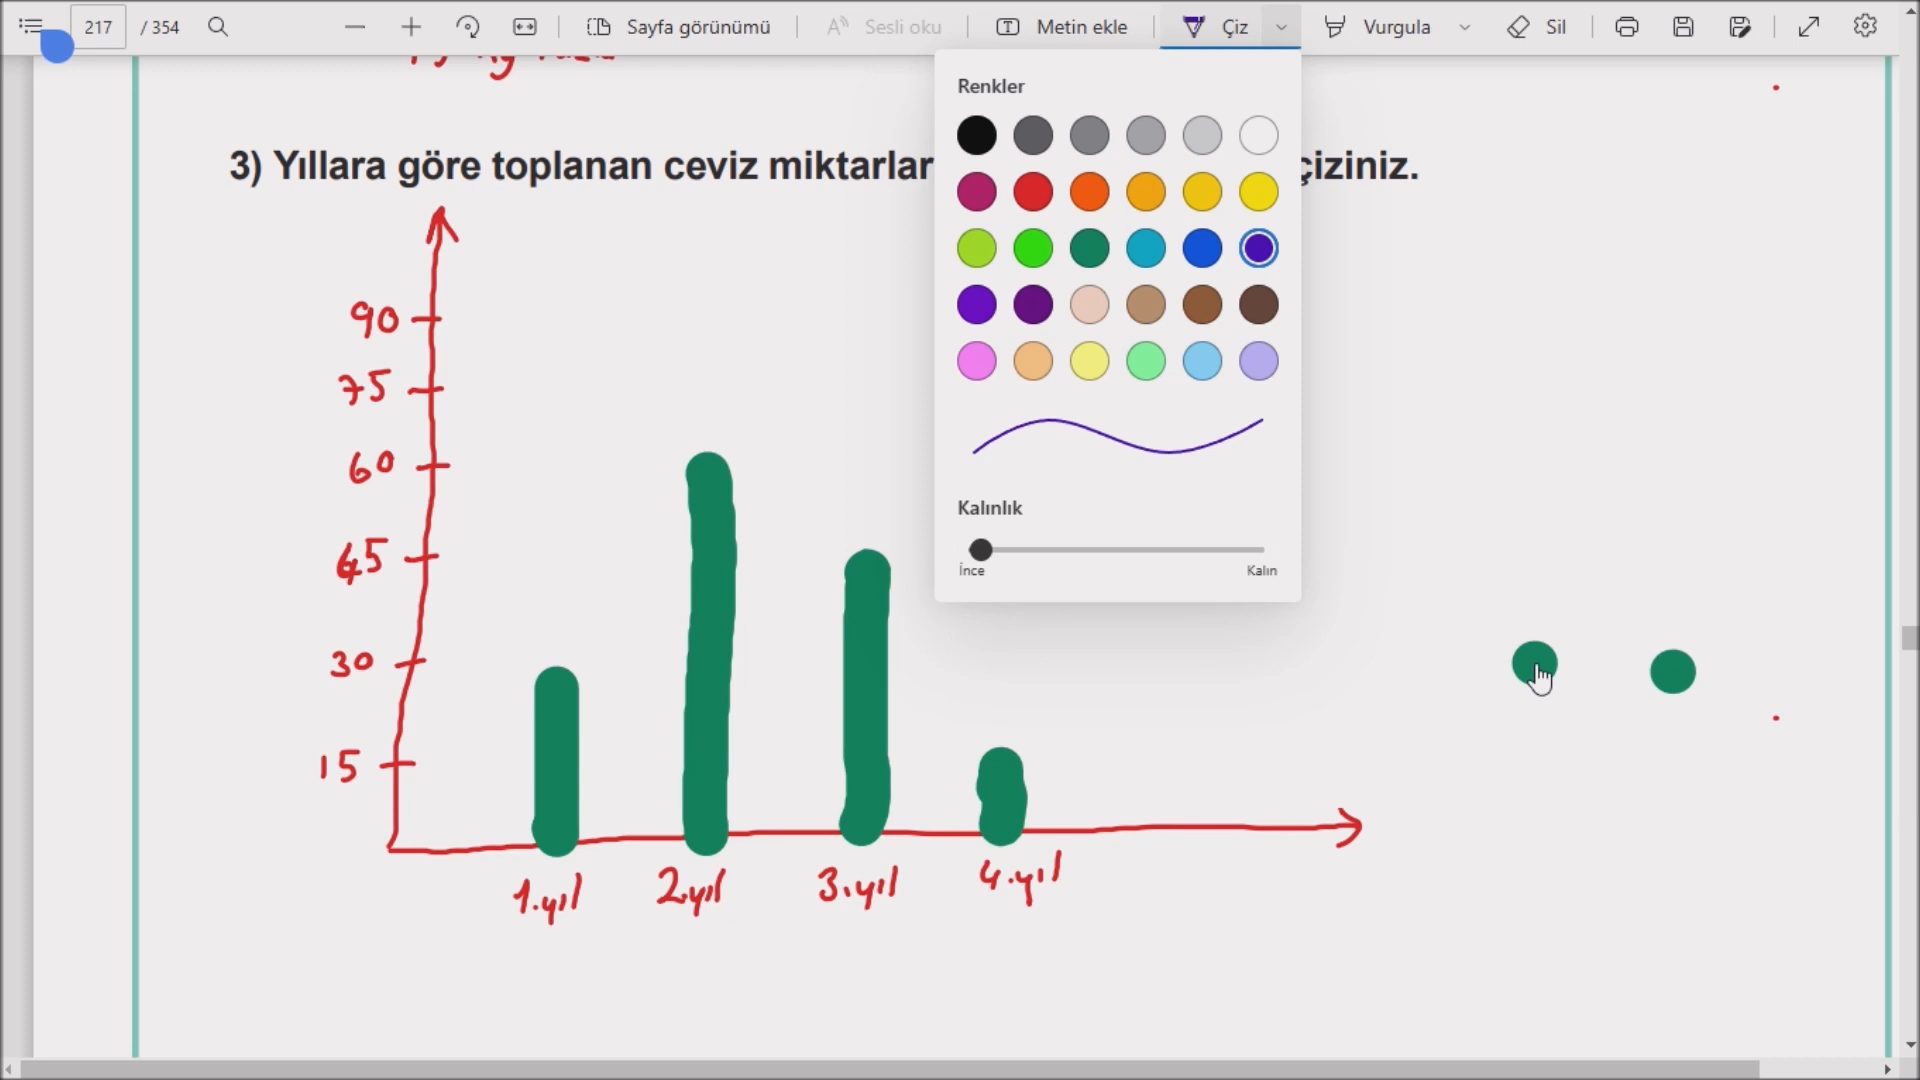 217 / 354 Sayfa görünümü Sesli oku Metin ekle Çiz Vurgula Sil
Renkler
3) Yıllara göre toplanan ceviz miktarlar çiziniz.
90
75
60
45
30
15
Kalınlık
İnce Kalın
1.yıl 2.yıl 3.yıl 4.yıl